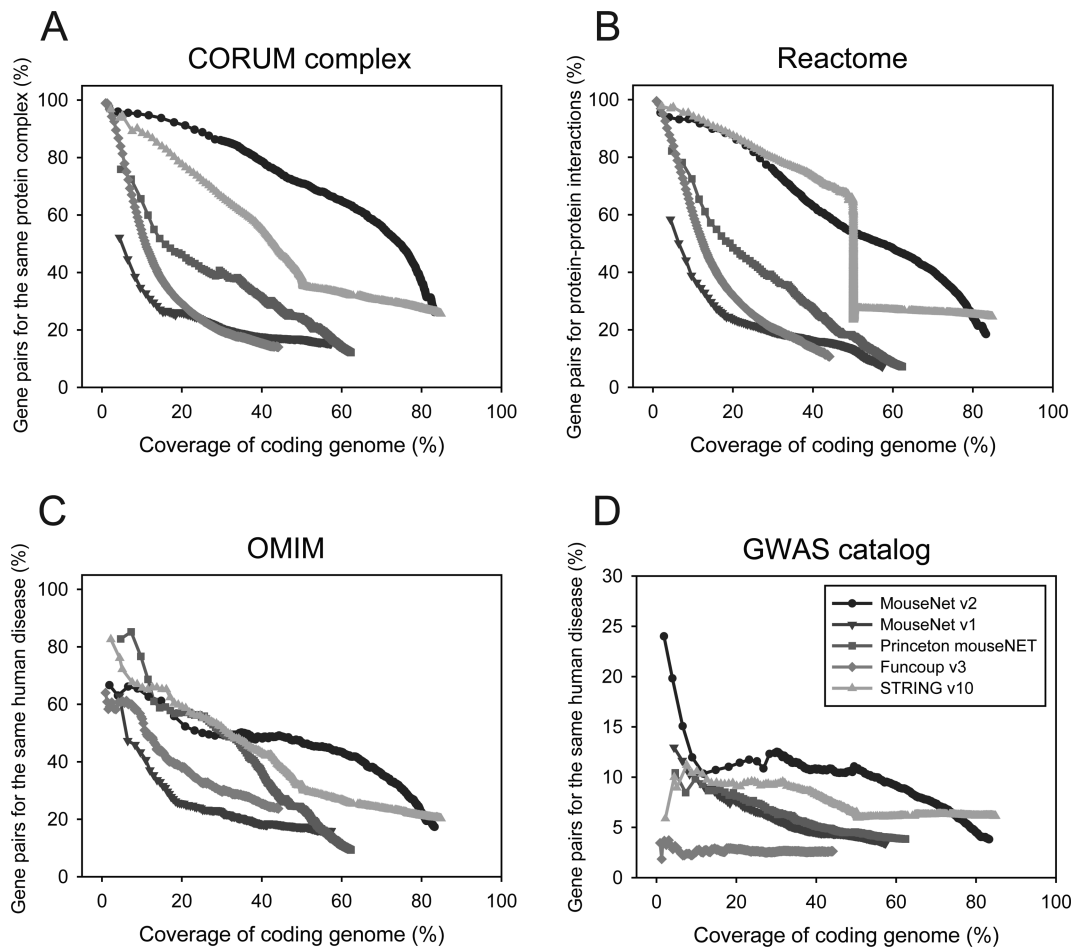 A
CORUM complex
Gene pairs for the same protein complex (%)
100
80
60
40
20
0
0 20 40 60 80 100
Coverage of coding genome (%)
B
Reactome
Gene pairs for protein-protein interactions (%)
100
80
60
40
20
0
0 20 40 60 80 100
Coverage of coding genome (%)
C
OMIM
Gene pairs for the same human disease (%)
100
80
60
40
20
0
0 20 40 60 80 100
Coverage of coding genome (%)
D
GWAS catalog
Gene pairs for the same human disease (%)
30
25
20
15
10
5
0
0 20 40 60 80 100
Coverage of coding genome (%)
MouseNet v2
MouseNet v1
Princeton mouseNET
Funcoup v3
STRING v10